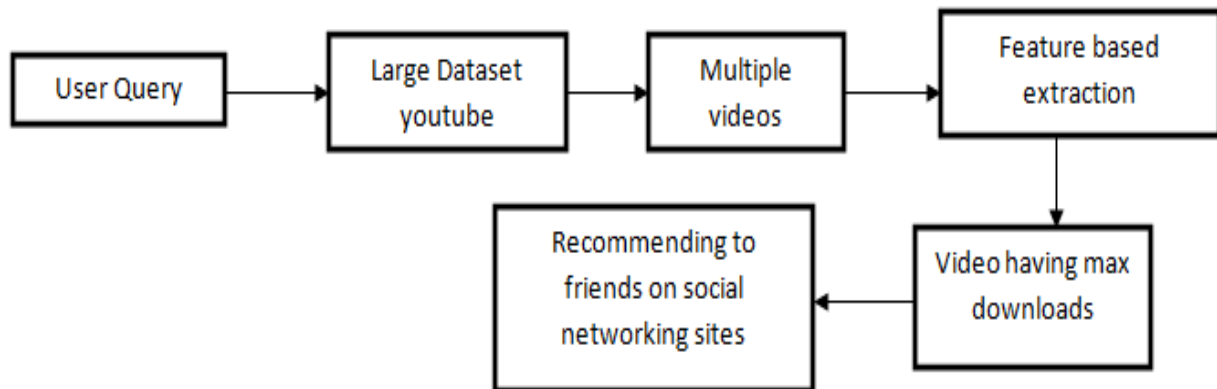 User Query
Large Dataset
youtube
Multiple
videos
Feature based
extraction
Video having max
downloads
Recommending to
friends on social
networking sites